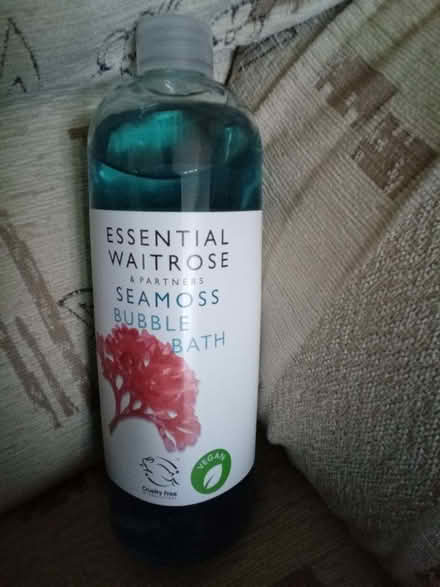 ESSENTIAL
WAITROSE
& PARTNERS
SEAMOSS
BUBBLE
BATH
VEGAN
Cruelty free